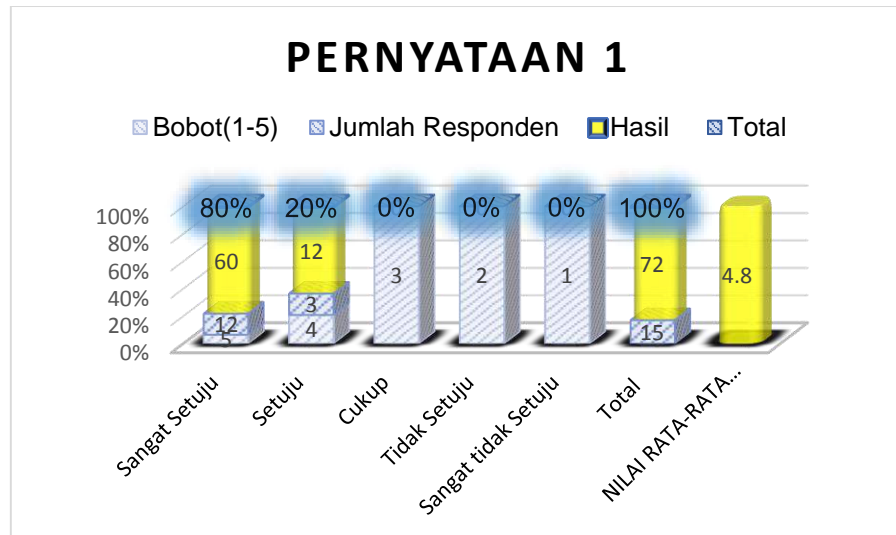 PERNYATAAN 1
Bobot(1-5) Jumlah Responden Hasil Total
80% 20% 0% 0% 0% 100%
100%
80%
60%
40%
20%
0%
60 12 3 2 1 72 4.8
12 3 15
5 4
Sangat Setuju
Setuju
Cukup
Tidak Setuju
Sangat tidak Setuju
Total
NILAI RATA-RATA...